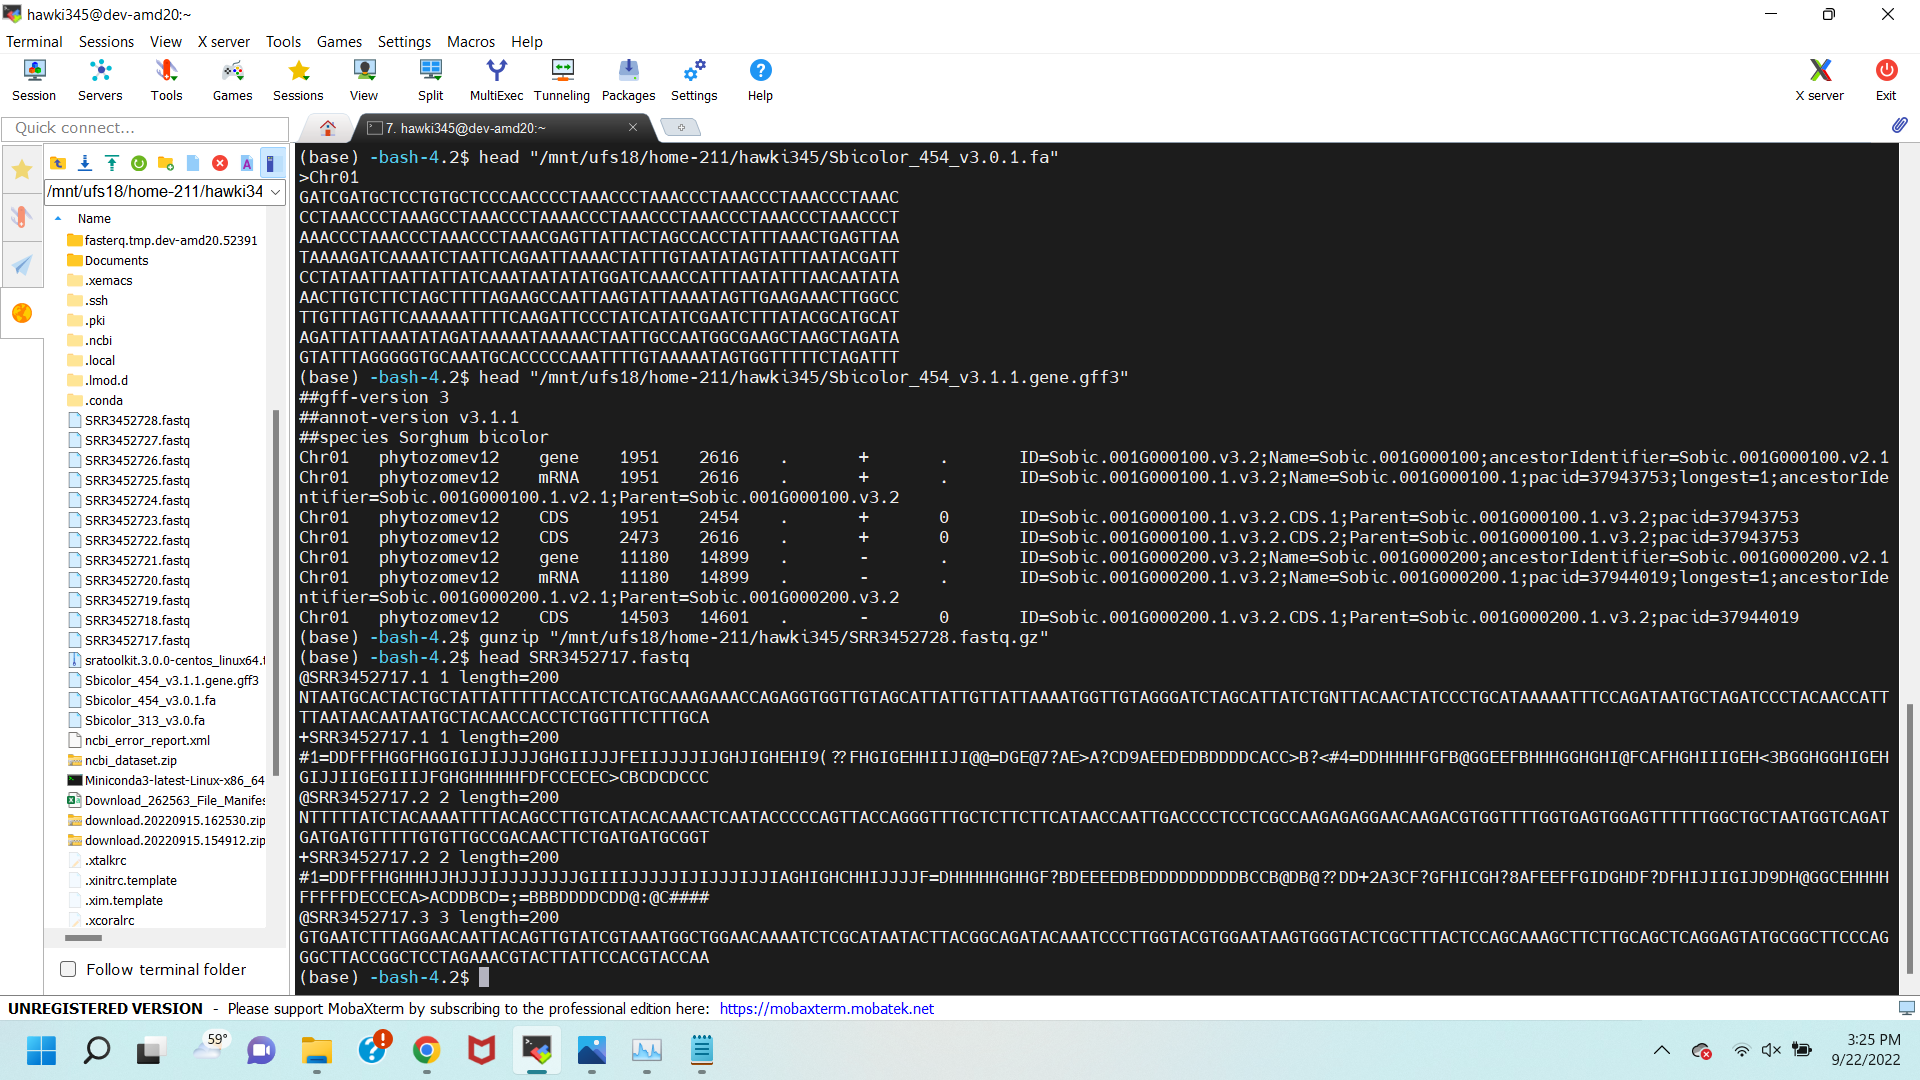 hawki345@dev-amd20:~
Terminal Sessions View X server Tools Games Settings Macros Help
Session Servers Tools Games Sessions View Split MultiExec Tunneling Packages Settings Help X server Exit
Quick connect...
7. hawki345@dev-amd20:~
/mnt/ufs18/home-211/hawki34
Name
fasterq.tmp.dev-amd20.52391
Documents
.xemacs
.ssh
.pki
.ncbi
.local
.lmod.d
.conda
SRR3452728.fastq
SRR3452727.fastq
SRR3452726.fastq
SRR3452725.fastq
SRR3452724.fastq
SRR3452723.fastq
SRR3452722.fastq
SRR3452721.fastq
SRR3452720.fastq
SRR3452719.fastq
SRR3452718.fastq
SRR3452717.fastq
sratoolkit.3.0.0-centos_linux64.t
Sbicolor_454_v3.1.1.gene.gff3
Sbicolor_454_v3.0.1.fa
Sbicolor_313_v3.0.fa
ncbi_error_report.xml
ncbi_dataset.zip
Miniconda3-latest-Linux-x86_64
Download_262563_File_Manifes
download.20220915.162530.zip
download.20220915.154912.zip
.xtalkrc
.xinitrc.template
.xim.template
.xcoralrc
Follow terminal folder
(base) -bash-4.2$ head "/mnt/ufs18/home-211/hawki345/Sbicolor_454_v3.0.1.fa"
>Chr01
GATCGATGCTCCTGTGCTCCCAACCCCTAAACCCTAAACCCTAAACCCTAAACCCTAAAC
CCTAAACCCTAAAGCCTAAACCCTAAAACCCTAAACCCTAAACCCTAAACCCTAAACCCT
AAACCCTAAACCCTAAACCCTAAACGAGTTATTACTAGCCACCTATTTAAACTGAGTTAA
TAAAAGATCAAAATCTAATTCAGAATTAAAACTATTTGTAATATAGTATTTAATACGATT
CCTATAATTAATTATTATCAAATAATATATGGATCAAACCATTTAATATTTAACAATATA
AACTTGTCTTCTAGCTTTTAGAAGCCAATTAAGTATTAAAATAGTTGAAGAAACTTGGCC
TTGTTTAGTTCAAAAAATTTTCAAGATTCCCTATCATATCGAATCTTTATACGCATGCAT
AGATTATTAAATATAGATAAAAATAAAAACTAATTGCCAATGGCGAAGCTAAGCTAGATA
GTATTTAGGGGGTGCAAATGCACCCCCAAATTTTGTAAAAATAGTGGTTTTTCTAGATTT
(base) -bash-4.2$ head "/mnt/ufs18/home-211/hawki345/Sbicolor_454_v3.1.1.gene.gff3"
##gff-version 3
##annot-version v3.1.1
##species Sorghum bicolor
Chr01 phytozomev12 gene 1951 2616 . + . ID=Sobic.001G000100.v3.2;Name=Sobic.001G000100;ancestorIdentifier=Sobic.001G000100.v2.1
Chr01 phytozomev12 mRNA 1951 2616 . + . ID=Sobic.001G000100.1.v3.2;Name=Sobic.001G000100.1;pacid=37943753;longest=1;ancestorIde
ntifier=Sobic.001G000100.1.v2.1;Parent=Sobic.001G000100.v3.2
Chr01 phytozomev12 CDS 1951 2454 . + 0 ID=Sobic.001G000100.1.v3.2.CDS.1;Parent=Sobic.001G000100.1.v3.2;pacid=37943753
Chr01 phytozomev12 CDS 2473 2616 . + 0 ID=Sobic.001G000100.1.v3.2.CDS.2;Parent=Sobic.001G000100.1.v3.2;pacid=37943753
Chr01 phytozomev12 gene 11180 14899 . - . ID=Sobic.001G000200.v3.2;Name=Sobic.001G000200;ancestorIdentifier=Sobic.001G000200.v2.1
Chr01 phytozomev12 mRNA 11180 14899 . - . ID=Sobic.001G000200.1.v3.2;Name=Sobic.001G000200.1;pacid=37944019;longest=1;ancestorIde
ntifier=Sobic.001G000200.1.v2.1;Parent=Sobic.001G000200.v3.2
Chr01 phytozomev12 CDS 14503 14601 . - 0 ID=Sobic.001G000200.1.v3.2.CDS.1;Parent=Sobic.001G000200.1.v3.2;pacid=37944019
(base) -bash-4.2$ gunzip "/mnt/ufs18/home-211/hawki345/SRR3452728.fastq.gz"
(base) -bash-4.2$ head SRR3452717.fastq
@SRR3452717.1 1 length=200
NTAATGCACTACTGCTATTATTTTTACCATCTCATGCAAAGAAACCAGAGGTGGTTGTAGCATTATTGTTATTAAAATGGTTGTAGGGATCTAGCATTATCTGNTTACAACTATCCCTGCATAAAAATTTCCAGATAATGCTAGATCCCTACAACCATT
TTAATAACAATAATGCTACAACCACCTCTGGTTTCTTTGCA
+SRR3452717.1 1 length=200
#1=DDFFFHGGFHGGIGIJIJJJJGHGIIJJJFEIIJJJJIJGHJIGHEHI9(??FHGIGEHHIIJI@@=DGE@7?AE>A?CD9AEEDEDBDDDDCACC>B?<#4=DDHHHHFGFB@GGEEFBHHHGGHGHI@FCAFHGHIIIGEH<3BGGHGGHIGEH
GIJJIIGEGIIIJFGHGHHHHHFDFCCECEC>CBCDCDCCC
@SRR3452717.2 2 length=200
NTTTTTATCTACAAAATTTTACAGCCTTGTCATACACAAACTCAATACCCCCAGTTACCAGGGTTTGCTCTTCTTCATAACCAATTGACCCCTCCTCGCCAAGAGAGGAACAAGACGTGGTTTTGGTGAGTGGAGTTTTTTGGCTGCTAATGGTCAGAT
GATGATGTTTTTGTGTTGCCGACAACTTCTGATGATGCGGT
+SRR3452717.2 2 length=200
#1=DDFFFHGHHHJJHJJJIJJJJJJJJGIIIIJJJJJIJIJJJIJJIAGHIGHCHHIJJJJF=DHHHHHGHHGF?BDEEEEDBEDDDDDDDDDBCCB@DB@??DD+2A3CF?GFHICGH?8AFEEFFGIDGHDF?DFHIJIIGIJD9DH@GGCEHHHH
FFFFFDECCECA>ACDDBCD=;=BBBDDDDCDD@:@C####
@SRR3452717.3 3 length=200
GTGAATCTTTAGGAACAATTACAGTTGTATCGTAAATGGCTGGAACAAAATCTCGCATAATACTTACGGCAGATACAAATCCCTTGGTACGTGGAATAAGTGGGTACTCGCTTTACTCCAGCAAAGCTTCTTGCAGCTCAGGAGTATGCGGCTTCCCAG
GGCTTACCGGCTCCTAGAAACGTACTTATTCCACGTACCAA
(base) -bash-4.2$
UNREGISTERED VERSION - Please support MobaXterm by subscribing to the professional edition here: https://mobaxterm.mobatek.net
59°
3:25 PM
9/22/2022